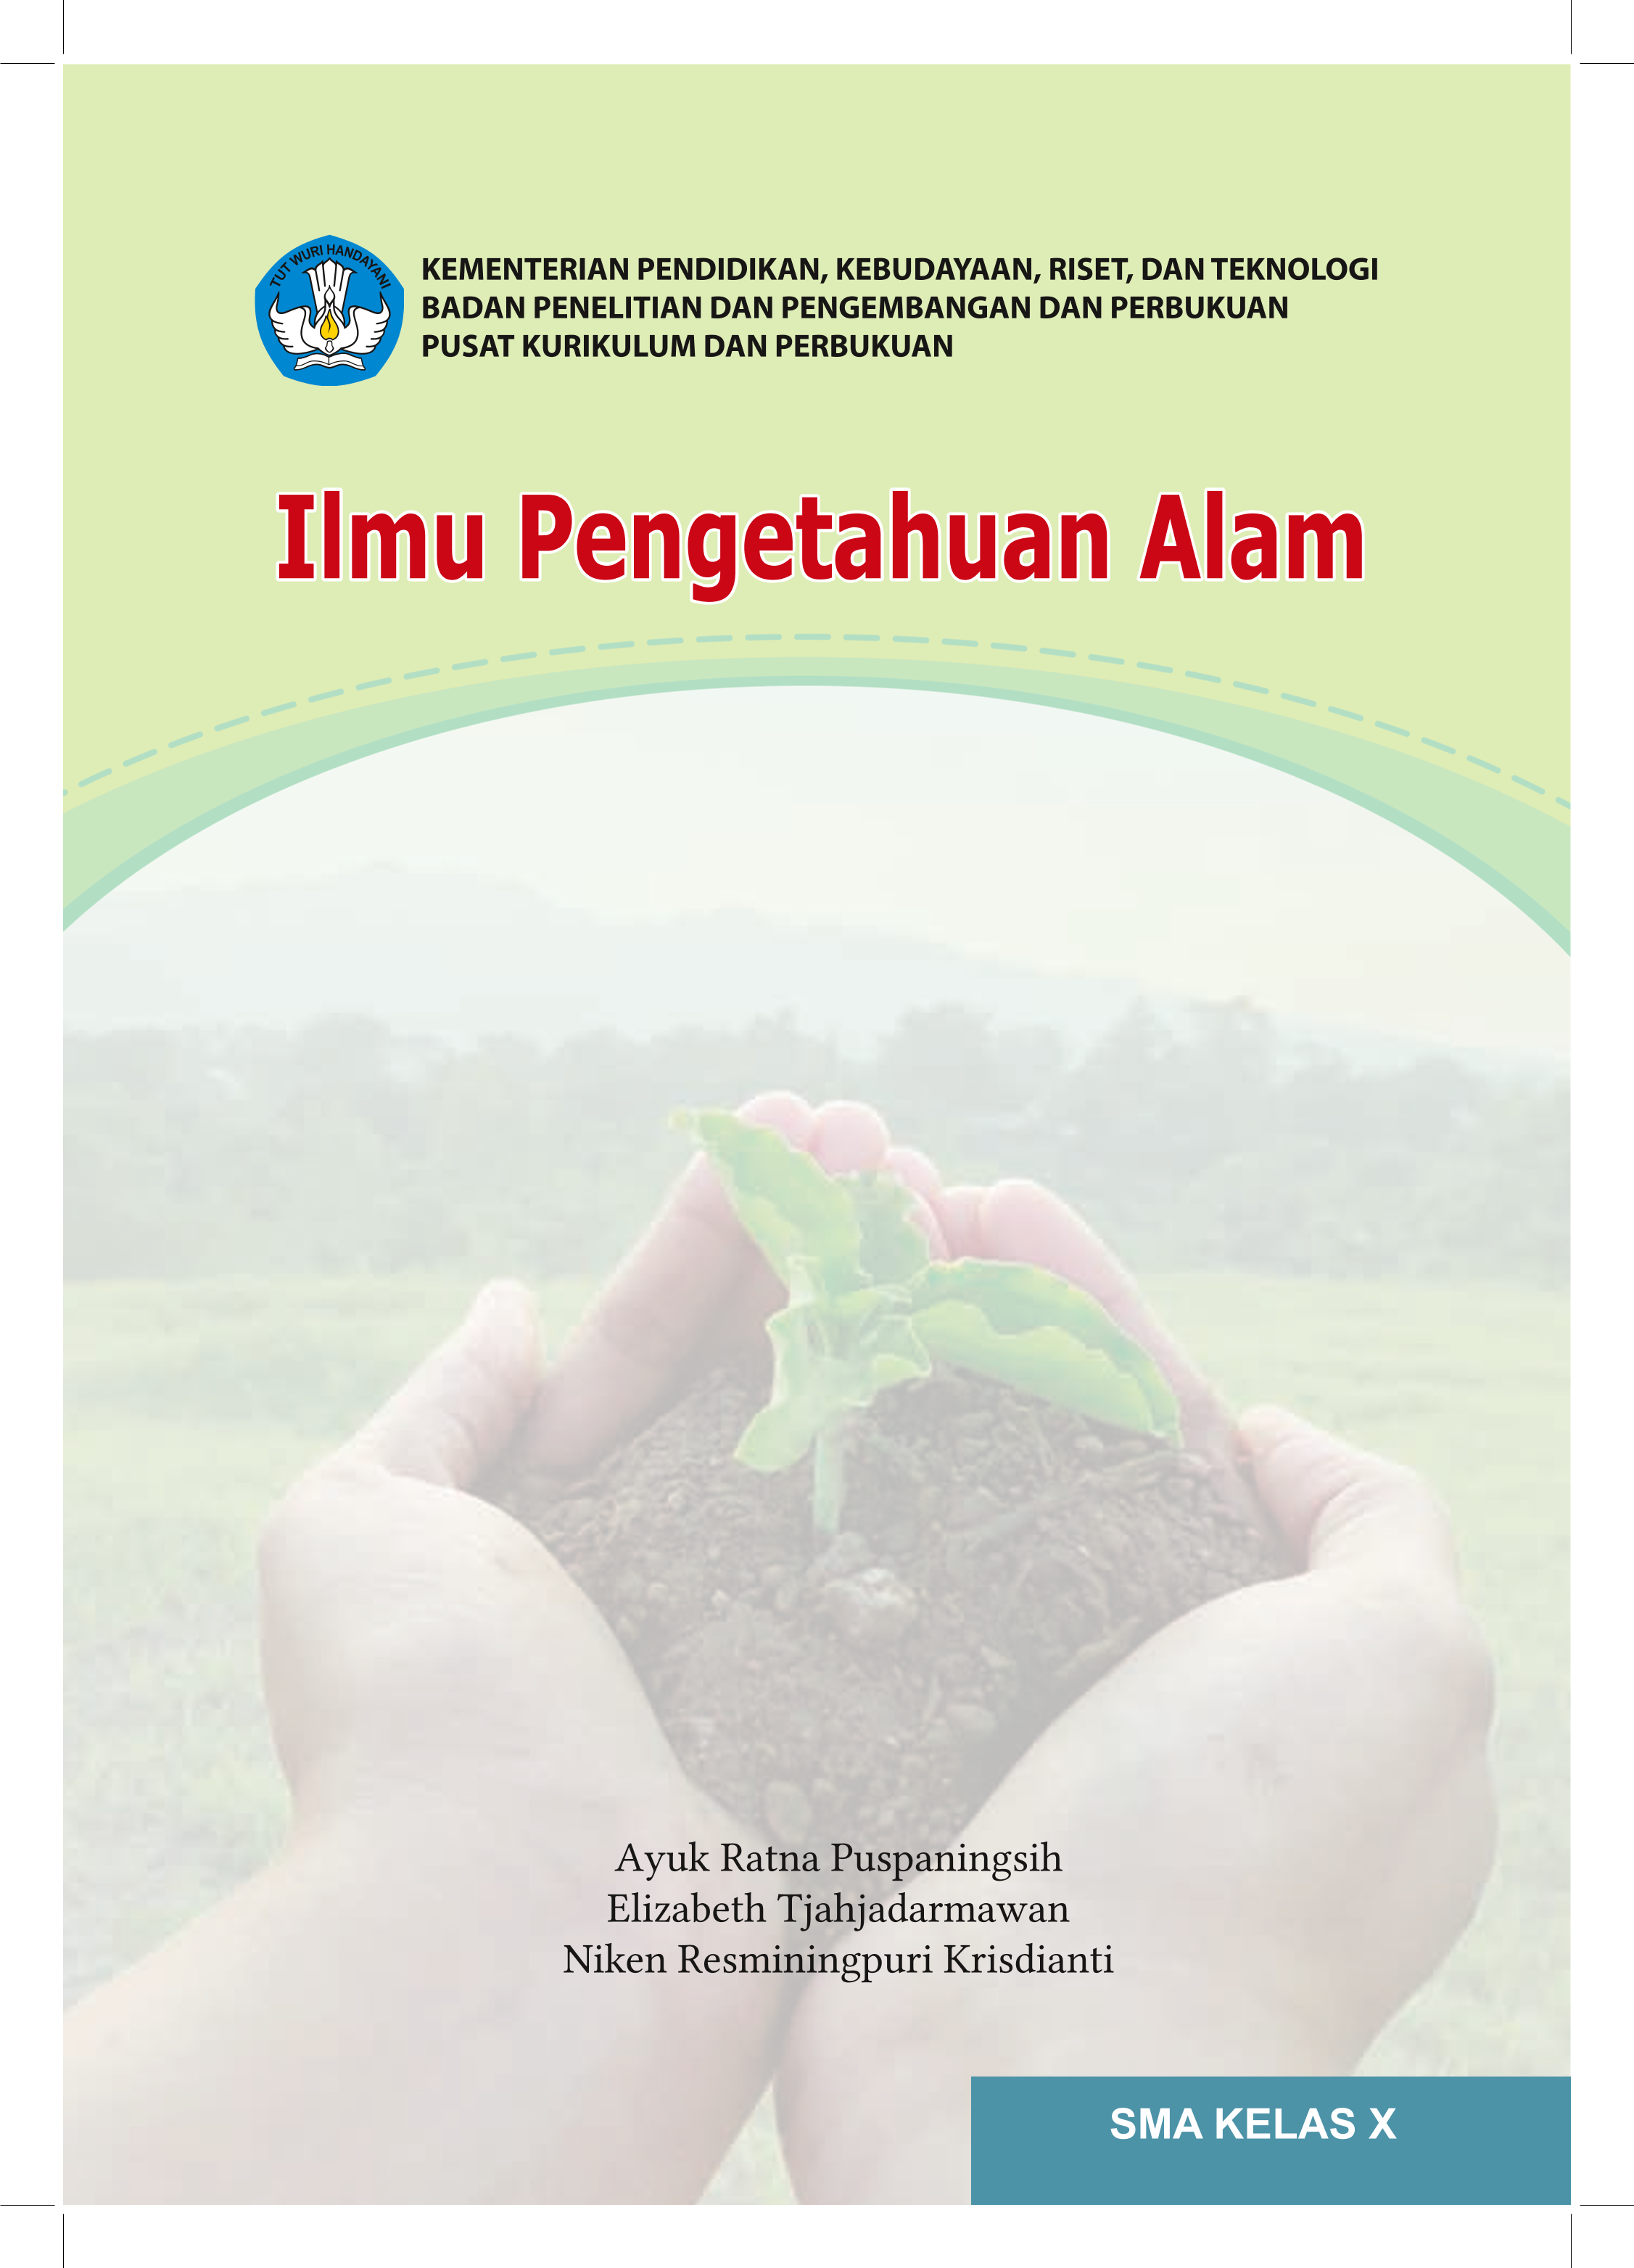 TUT WURI HANDAYANI
KEMENTERIAN PENDIDIKAN, KEBUDAYAAN, RISET, DAN TEKNOLOGI
BADAN PENELITIAN DAN PENGEMBANGAN DAN PERBUKUAN
PUSAT KURIKULUM DAN PERBUKUAN
Ilmu Pengetahuan Alam
Ayuk Ratna Puspaningsih
Elizabeth Tjahjadarmawan
Niken Resminingpuri Krisdianti
SMA KELAS X